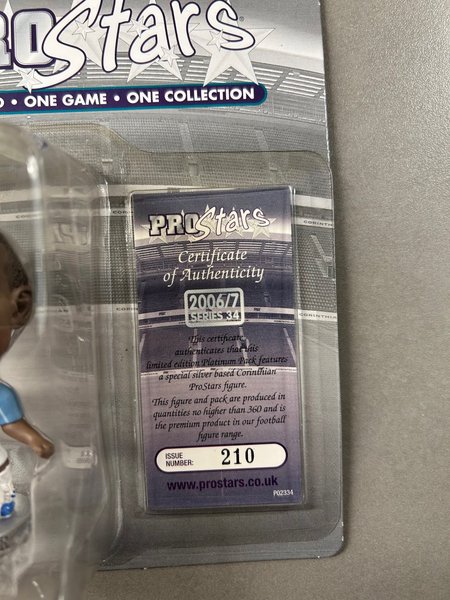 PROStars
• ONE GAME • ONE COLLECTION
CORINTHIAN
CORINTH
PROStars
Certificate
of Authenticity
2006/7
SERIES 34
This certificate
authenticates that this
limited edition Platinum Pack features
a special silver based Corinthian
ProStars figure.
This figure and pack are produced in
quantities no higher than 360 and is
the premium product in our football
figure range.
ISSUE
NUMBER: 210
www.prostars.co.uk
P02334